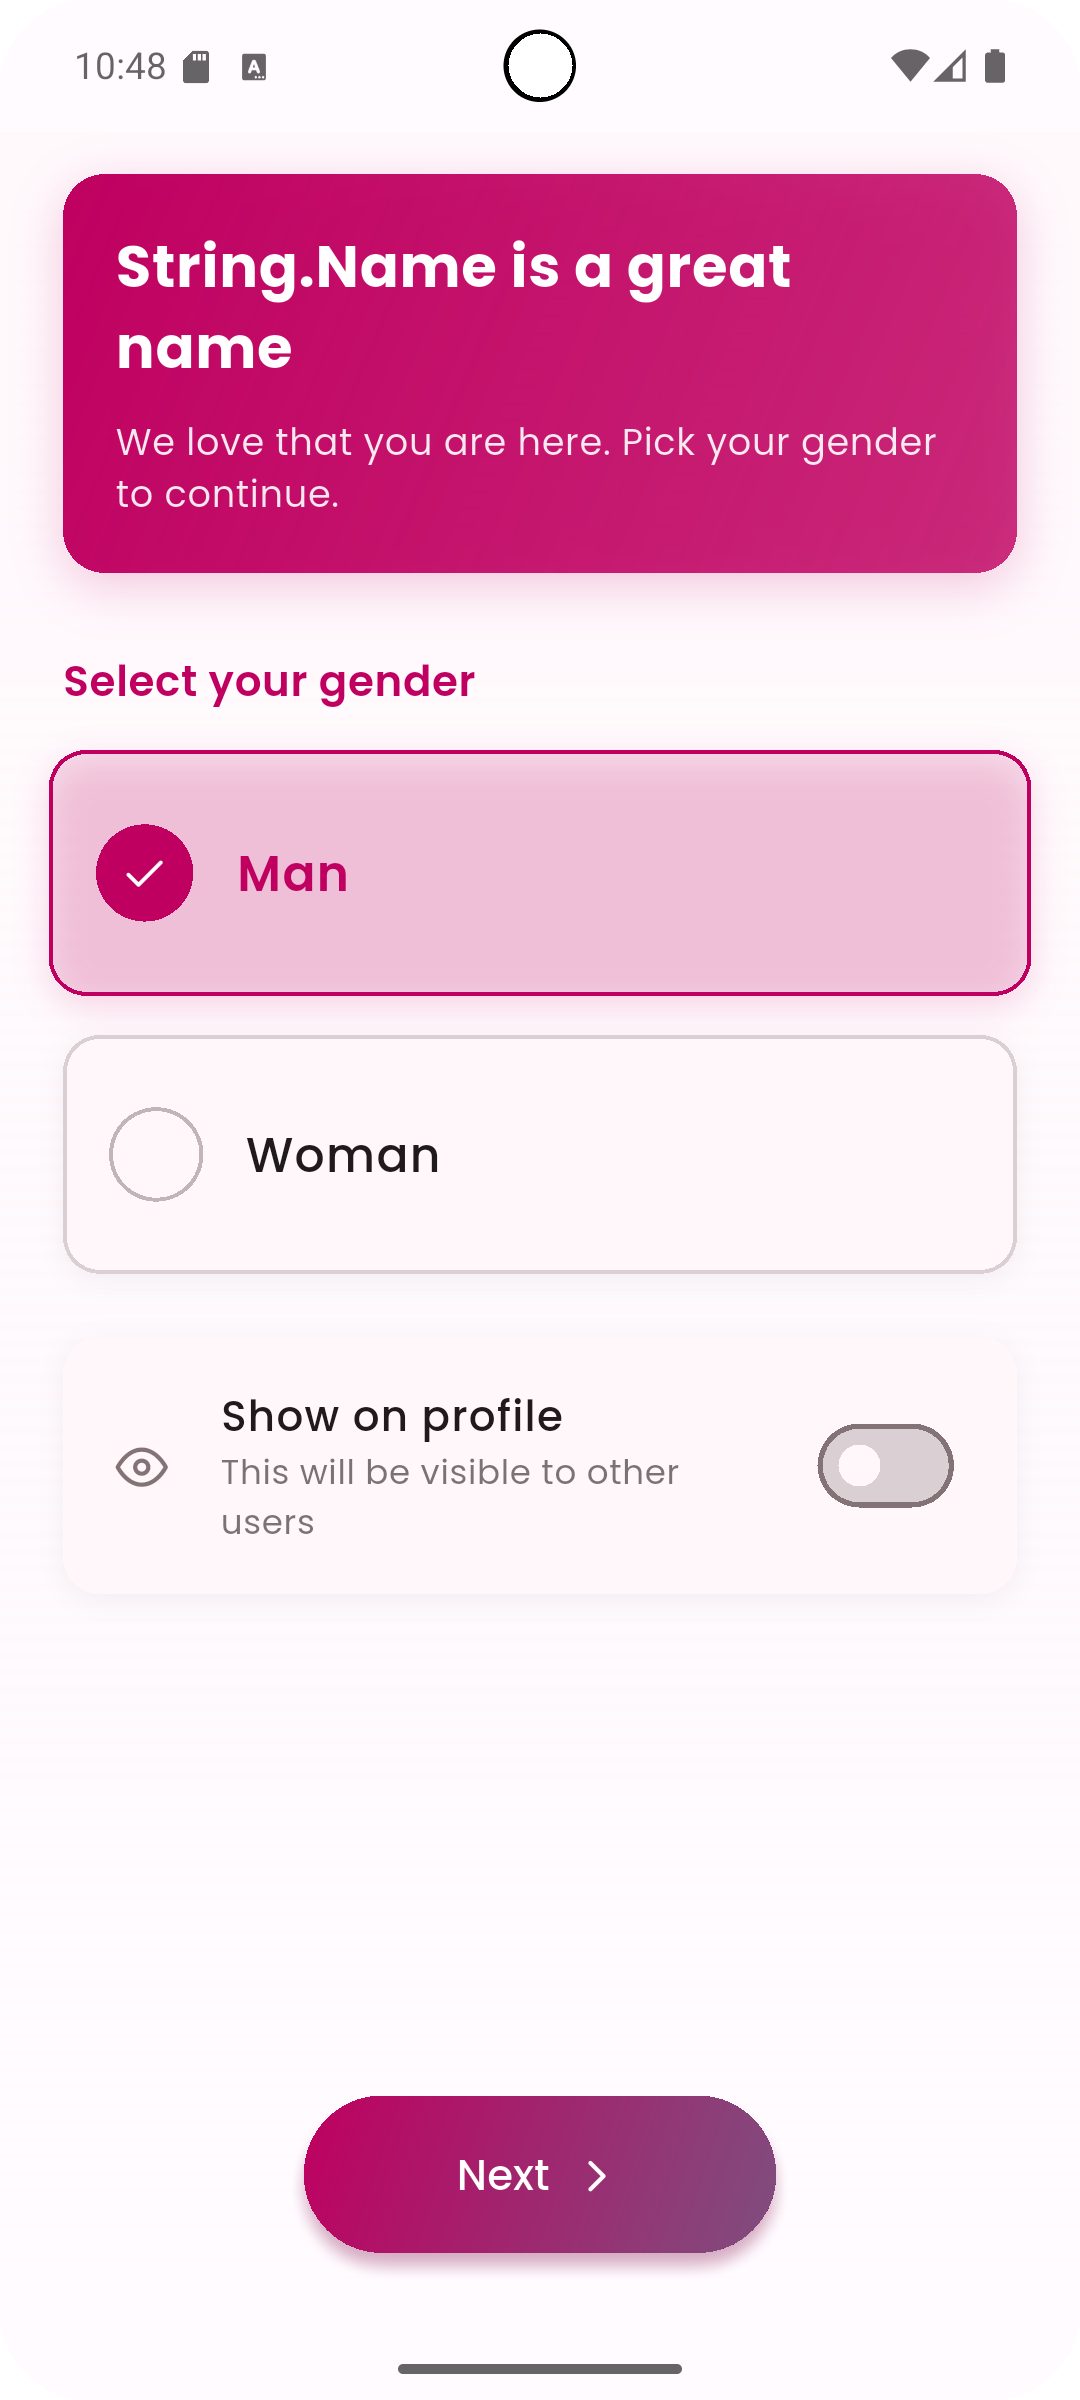 10:48
String.Name is a great
name
We love that you are here. Pick your gender
to continue.
Select your gender
Man
Woman
Show on profile
This will be visible to other
users
Next